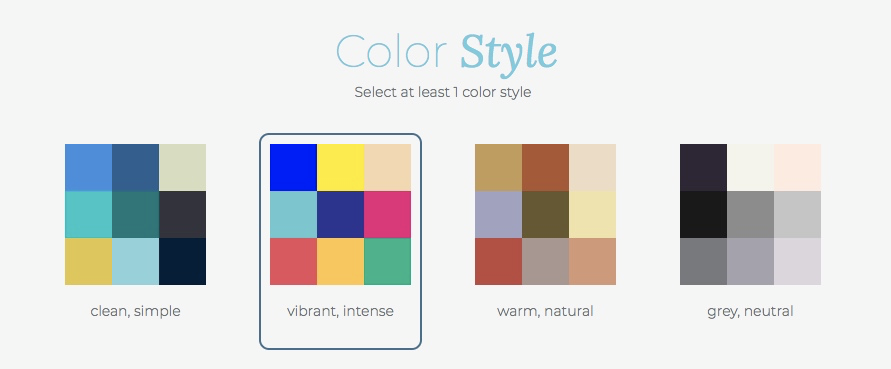 Color Style
Select at least 1 color style
clean, simple
vibrant, intense
warm, natural
grey, neutral